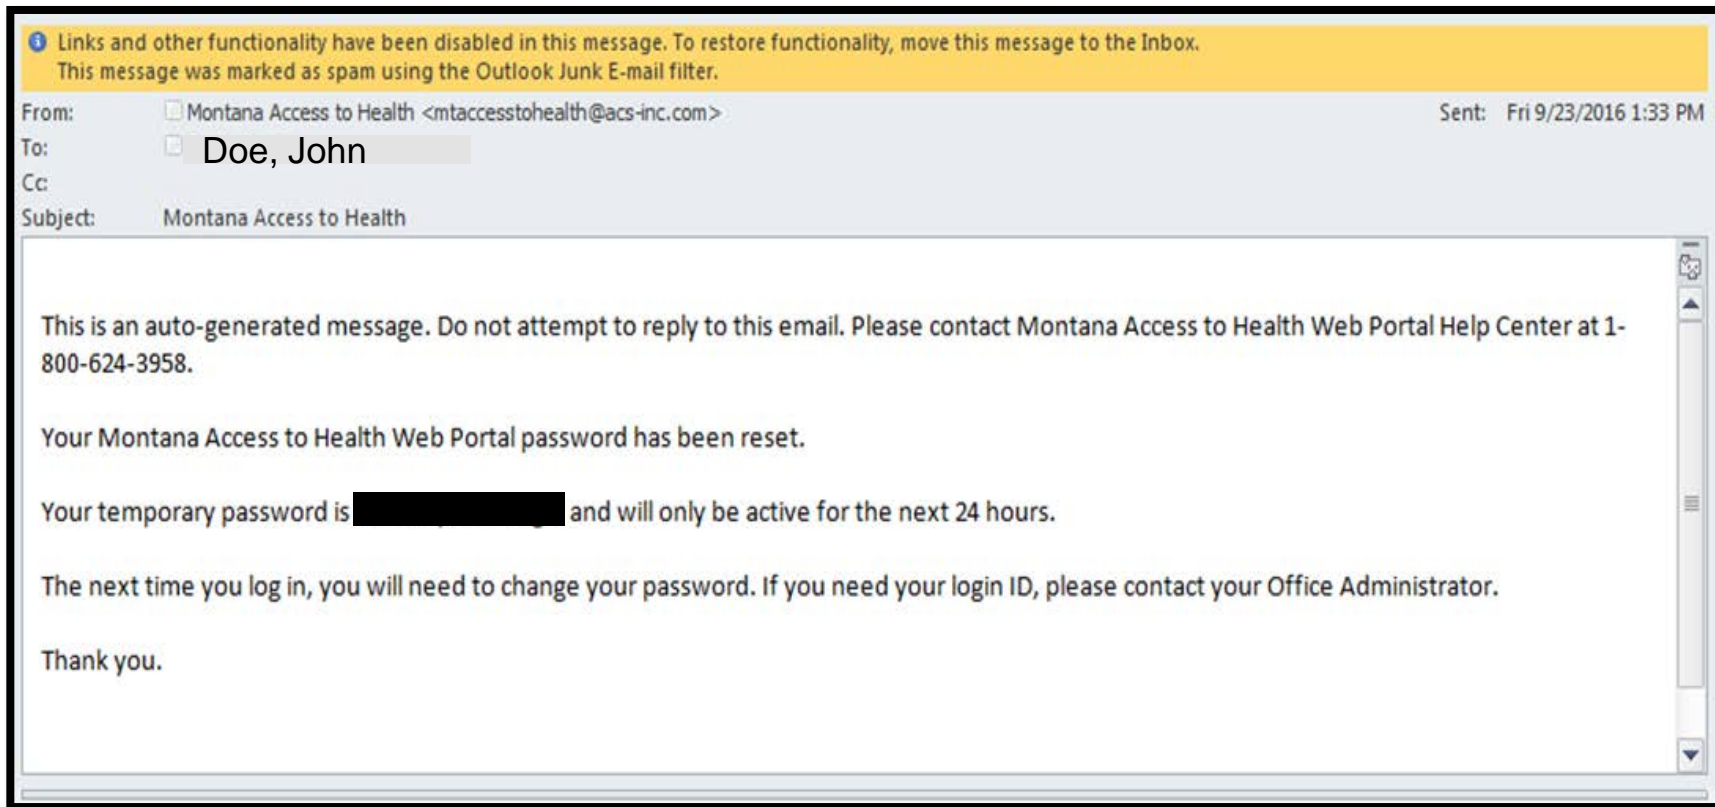 Links and other functionality have been disabled in this message. To restore functionality, move this message to the Inbox.
This message was marked as spam using the Outlook Junk E-mail filter.
From: Montana Access to Health <mtaccesstohealth@acs-inc.com> Sent: Fri 9/23/2016 1:33 PM
To: Doe, John
Cc:
Subject: Montana Access to Health
This is an auto-generated message. Do not attempt to reply to this email. Please contact Montana Access to Health Web Portal Help Center at 1-
800-624-3958.
Your Montana Access to Health Web Portal password has been reset.
Your temporary password is and will only be active for the next 24 hours.
The next time you log in, you will need to change your password. If you need your login ID, please contact your Office Administrator.
Thank you.